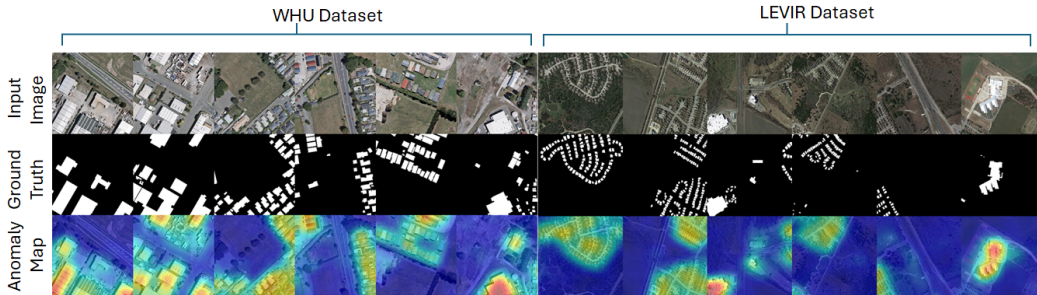 WHU Dataset
LEVIR Dataset
Input
Image
Ground
Truth
Anomaly
Map